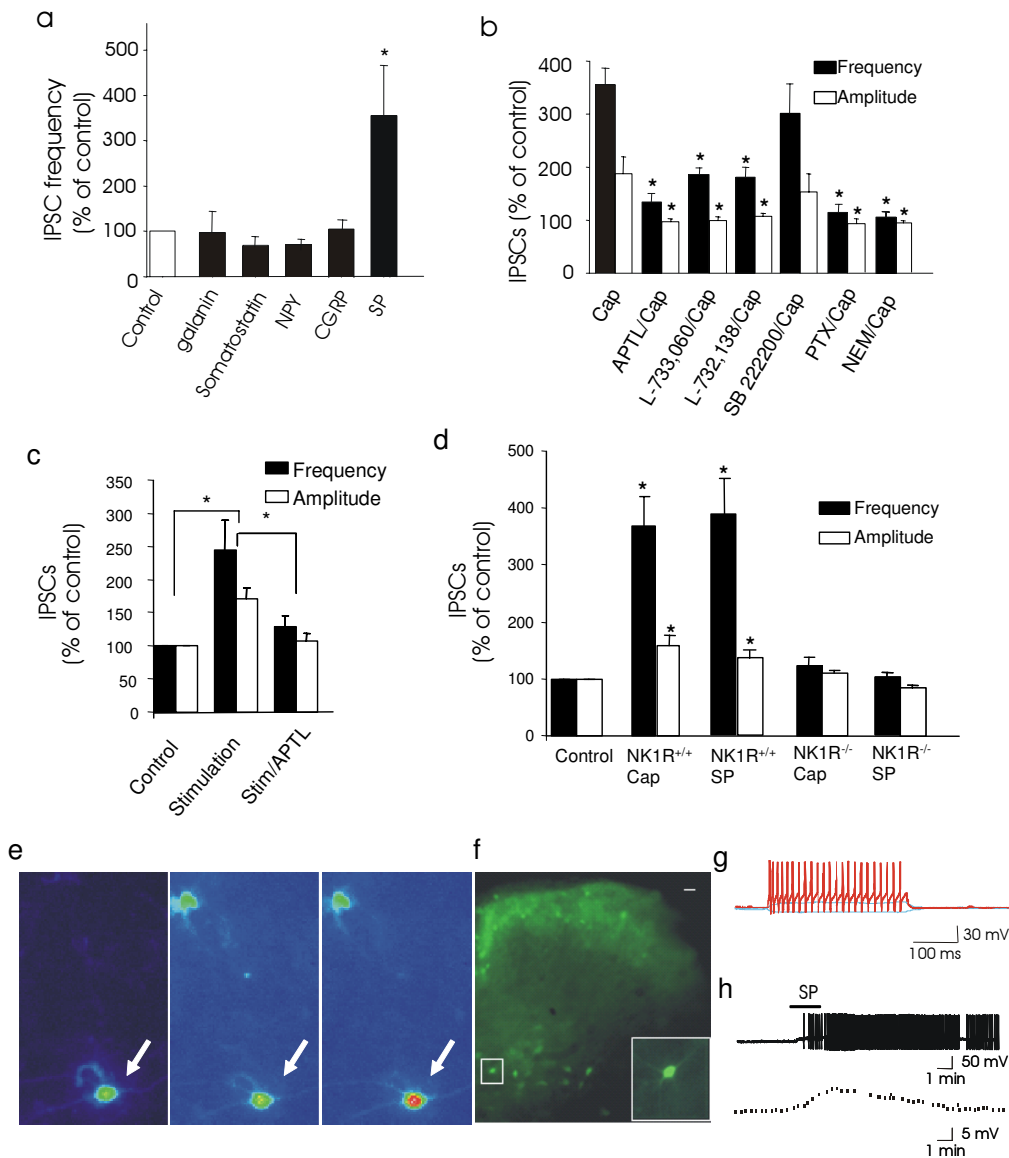 a
500
400
300
200
100
0
IPSC frequency
(% of control)
*
Control
galanin
Somatostatin
NPY
CGRP
SP
b
Frequency
Amplitude
400
300
200
100
0
IPSCs (% of control)
* * * * * * * * * *
Cap
APTL/Cap
L-733,060/Cap
L-732,138/Cap
SB 222200/Cap
PTX/Cap
NEM/Cap
c
Frequency
Amplitude
350
300
250
200
150
100
50
0
IPSCs
(% of control)
* *
Control
Stimulation
Stim/APTL
d
Frequency
Amplitude
500
400
300
200
100
0
IPSCs
(% of control)
* * * *
Control
NK1R+/+
Cap
NK1R+/+
SP
NK1R-/-
Cap
NK1R-/-
SP
e
f
g
30 mV
100 ms
h
SP
50 mV
1 min
5 mV
1 min